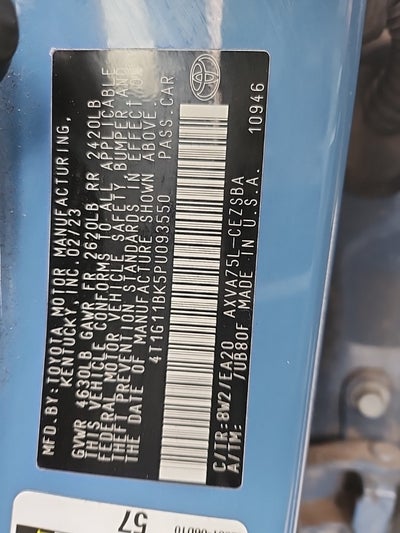 MFD. BY: TOYOTA MOTOR MANUFACTURING,
KENTUCKY, INC. 02/23
GVWR 4630LB GAWR FR 2620LB RR 2420LB
THIS VEHICLE CONFORMS TO ALL APPLICABLE
FEDERAL MOTOR VEHICLE SAFETY, BUMPER AND
THEFT PREVENTION STANDARDS IN EFFECT ON
THE DATE OF MANUFACTURE SHOWN ABOVE.
4T1G11BK5PU093550 PASS. CAR
C/TR: 8W2/EA20 AXVA75L-CEZSBA
A/TM: /UB80F MADE IN U.S.A. 10946
57